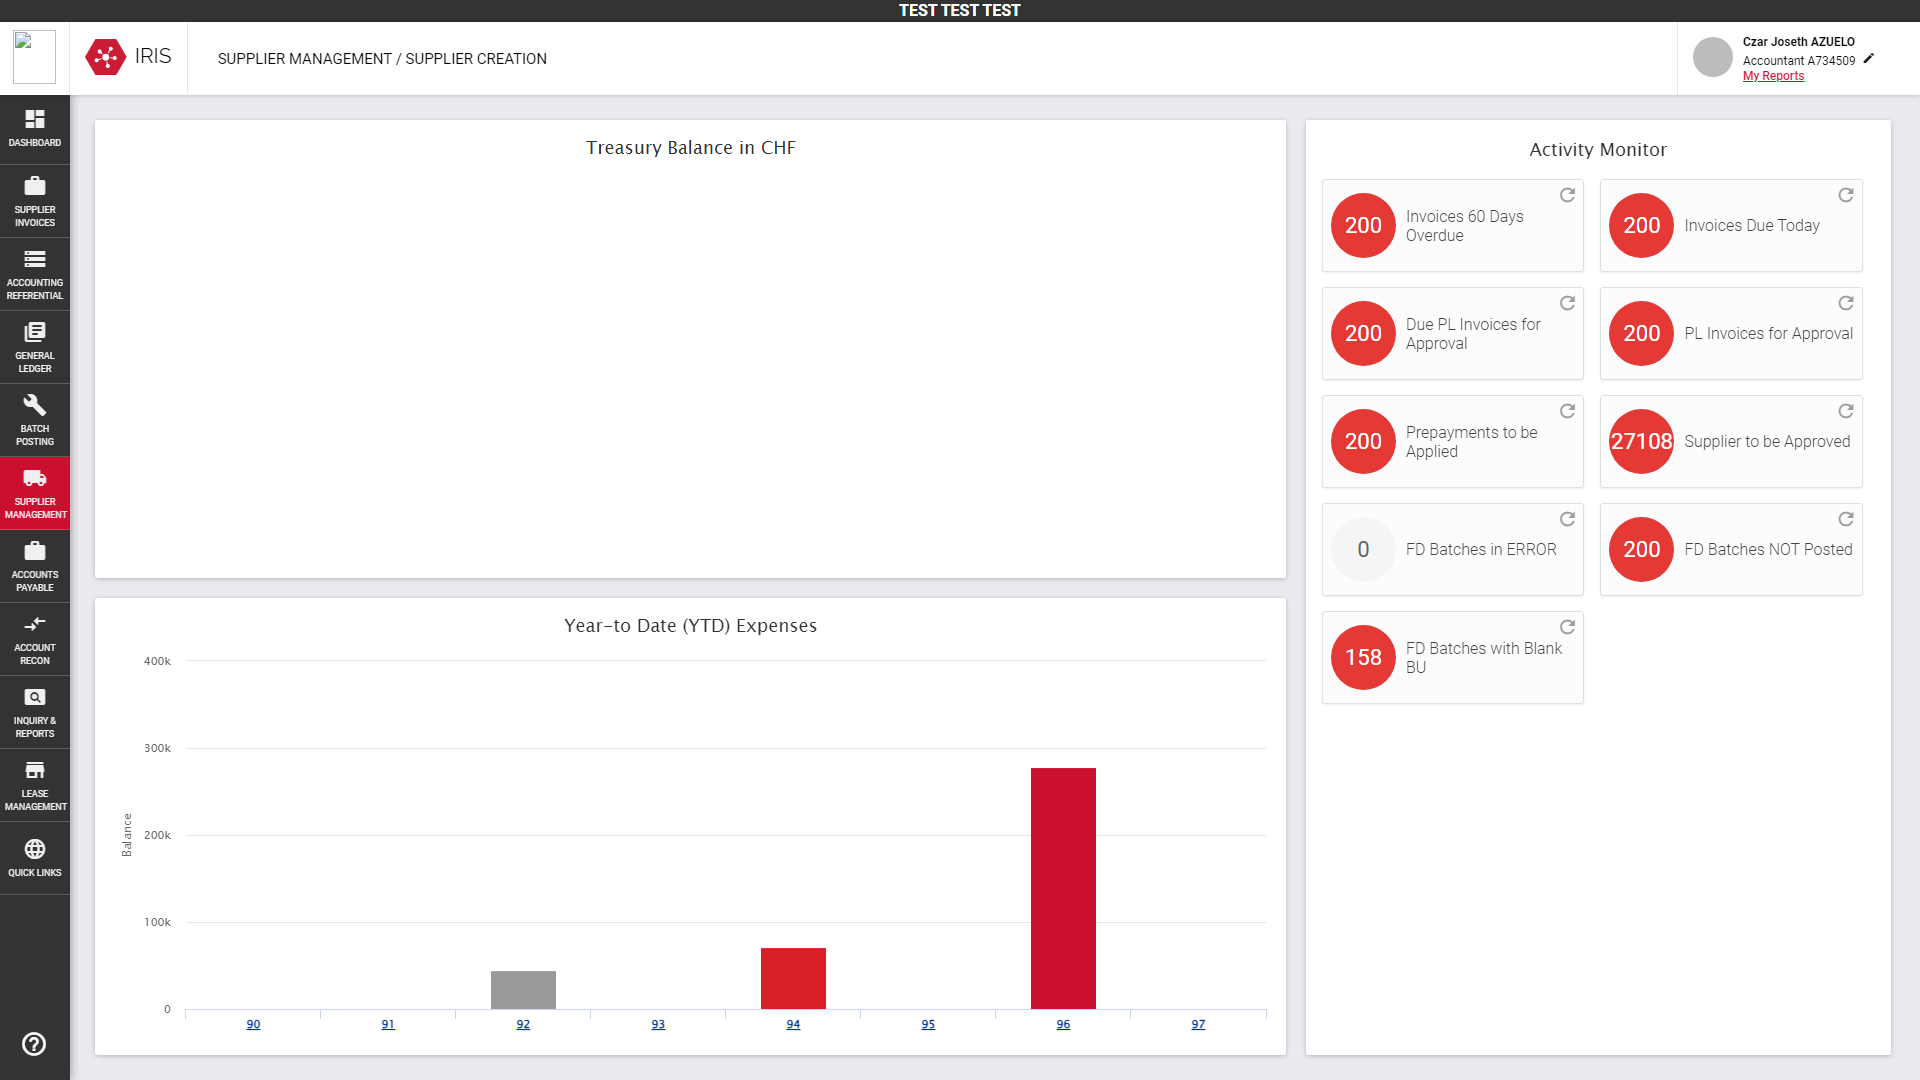 TEST TEST TEST
IRIS
SUPPLIER MANAGEMENT / SUPPLIER CREATION
Czar Joseth AZUELO
Accountant A734509
My Reports
DASHBOARD
SUPPLIER
INVOICES
ACCOUNTING
REFERENTIAL
GENERAL
LEDGER
BATCH
POSTING
SUPPLIER
MANAGEMENT
ACCOUNTS
PAYABLE
ACCOUNT
RECON
INQUIRY &
REPORTS
LEASE
MANAGEMENT
QUICK LINKS
Treasury Balance in CHF
Year-to Date (YTD) Expenses
Balance
400k
300k
200k
100k
0
90 91 92 93 94 95 96 97
Activity Monitor
200 Invoices 60 Days
Overdue
200 Invoices Due Today
200 Due PL Invoices for
Approval
200 PL Invoices for Approval
200 Prepayments to be
Applied
27108 Supplier to be Approved
0 FD Batches in ERROR
200 FD Batches NOT Posted
158 FD Batches with Blank
BU